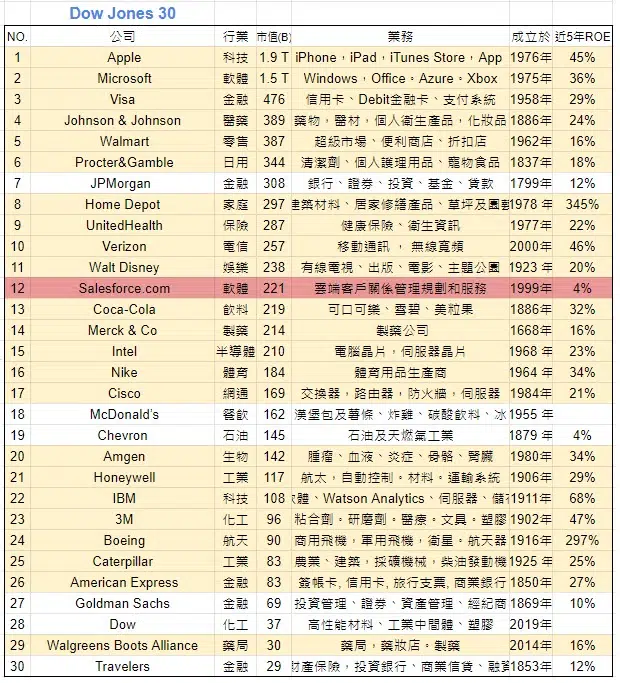 Dow Jones 30
NO. 公司 行業 市值(B) 業務 成立於 近5年ROE
1 Apple 科技 1.9 T iPhone，iPad，iTunes Store，App 1976年 45%
2 Microsoft 軟體 1.5 T Windows，Office。Azure。Xbox 1975年 36%
3 Visa 金融 476 信用卡、Debit金融卡、支付系統 1958年 29%
4 Johnson & Johnson 醫藥 389 藥物，醫材，個人衛生產品，化妝品 1886年 24%
5 Walmart 零售 387 超級市場、便利商店、折扣店 1962年 16%
6 Procter&Gamble 日用 344 清潔劑、個人護理用品、寵物食品 1837年 18%
7 JPMorgan 金融 308 銀行、證券、投資、基金、貸款 1799年 12%
8 Home Depot 家庭 297 建築材料、居家修繕產品、草坪及園藝 1978 年 345%
9 UnitedHealth 保險 287 健康保險、衛生資訊 1977年 22%
10 Verizon 電信 257 移動通訊 ， 無線寬頻 2000年 46%
11 Walt Disney 娛樂 238 有線電視、出版、電影、主題公園 1923 年 20%
12 Salesforce.com 軟體 221 雲端客戶關係管理規劃和服務 1999年 4%
13 Coca-Cola 飲料 219 可口可樂、雪碧、美粒果 1886年 32%
14 Merck & Co 製藥 214 製藥公司 1668年 16%
15 Intel 半導體 210 電腦晶片，伺服器晶片 1968 年 23%
16 Nike 體育 184 體育用品生產商 1964 年 34%
17 Cisco 網通 169 交換器，路由器，防火牆，伺服器 1984年 21%
18 McDonald's 餐飲 162 漢堡包及薯條、炸雞、碳酸飲料、冰 1955 年
19 Chevron 石油 145 石油及天燃氣工業 1879 年 4%
20 Amgen 生物 142 腫瘤、血液、炎症、骨骼、腎臟 1980年 34%
21 Honeywell 工業 117 航太，自動控制。材料。運輸系統 1906年 29%
22 IBM 科技 108 軟體、Watson Analytics、伺服器、儲存 1911年 68%
23 3M 化工 96 粘合劑。研磨劑。醫療。文具。塑膠 1902年 47%
24 Boeing 航天 90 商用飛機，軍用飛機，衛星。航天器 1916年 297%
25 Caterpillar 工業 83 農業、建築，採礦機械，柴油發動機 1925 年 25%
26 American Express 金融 83 簽帳卡, 信用卡, 旅行支票, 商業銀行 1850年 27%
27 Goldman Sachs 金融 69 投資管理、證券、資產管理、經紀商 1869年 10%
28 Dow 化工 37 高性能材料、工業中間體、塑膠 2019年
29 Walgreens Boots Alliance 藥局 30 藥局，藥妝店。製藥 2014年 16%
30 Travelers 金融 29 財產保險，投資銀行、商業信貸、融資 1853年 12%